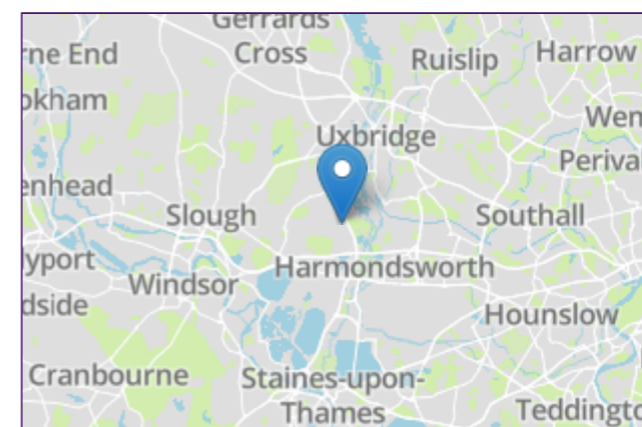 Gerrards
Cross
rne End
Ruislip
Harrow
okham
Wem
Uxbridge
Periva
enhead
Slough
Southall
yport
Harmondsworth
Windsor
dside
Hounslow
Cranbourne
Staines-upon-
Thames
Teddingto